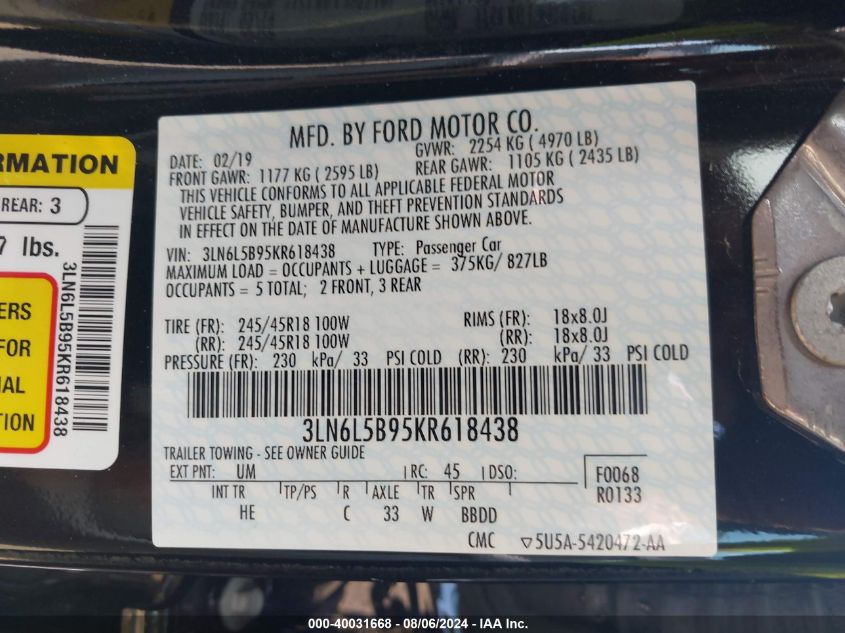 RMATION
REAR: 3
7 lbs.
ERS
FOR
AL
TION
3LN6L5B95KR618438
MFD. BY FORD MOTOR CO.
DATE: 02/19 GVWR: 2254 KG ( 4970 LB)
FRONT GAWR: 1177 KG ( 2595 LB) REAR GAWR: 1105 KG ( 2435 LB)
THIS VEHICLE CONFORMS TO ALL APPLICABLE FEDERAL MOTOR
VEHICLE SAFETY, BUMPER, AND THEFT PREVENTION STANDARDS
IN EFFECT ON THE DATE OF MANUFACTURE SHOWN ABOVE.
VIN: 3LN6L5B95KR618438 TYPE: Passenger Car
MAXIMUM LOAD = OCCUPANTS + LUGGAGE = 375KG/ 827LB
OCCUPANTS = 5 TOTAL; 2 FRONT, 3 REAR
TIRE (FR): 245/45R18 100W RIMS (FR): 18x8.0J
(RR): 245/45R18 100W (RR): 18x8.0J
PRESSURE (FR): 230 kPa/ 33 PSI COLD (RR): 230 kPa/ 33 PSI COLD
3LN6L5B95KR618438
TRAILER TOWING - SEE OWNER GUIDE
EXT PNT: UM RC: 45 DSO: F0068
INT TR TP/PS R AXLE TR SPR R0133
HE C 33 W BBDD
CMC ▽5U5A-5420472-AA
000-40031668 - 08/06/2024 - IAA Inc.